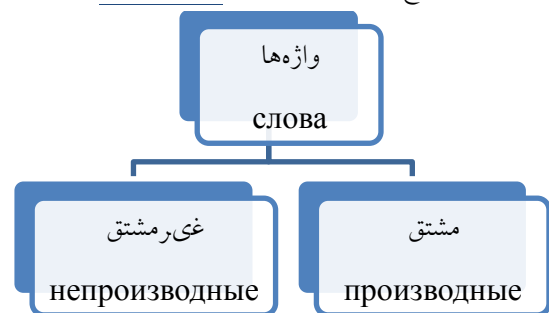 واژه‌ها
слова
غی‌رمشتق
непроизводные
مشتق
производные